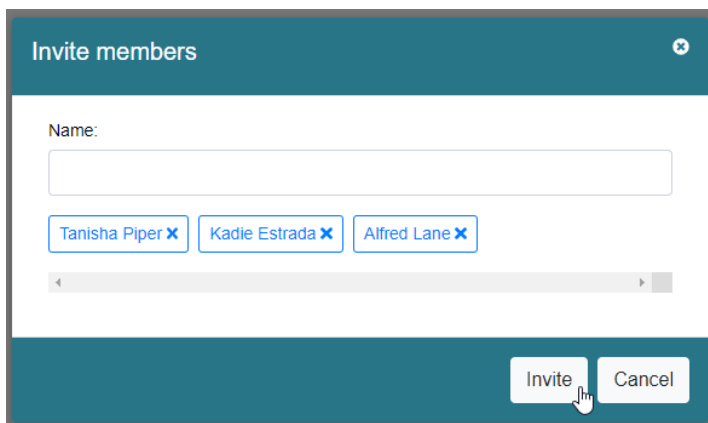 Invite members
Name:
Tanisha Piper Kadie Estrada Alfred Lane
Invite Cancel